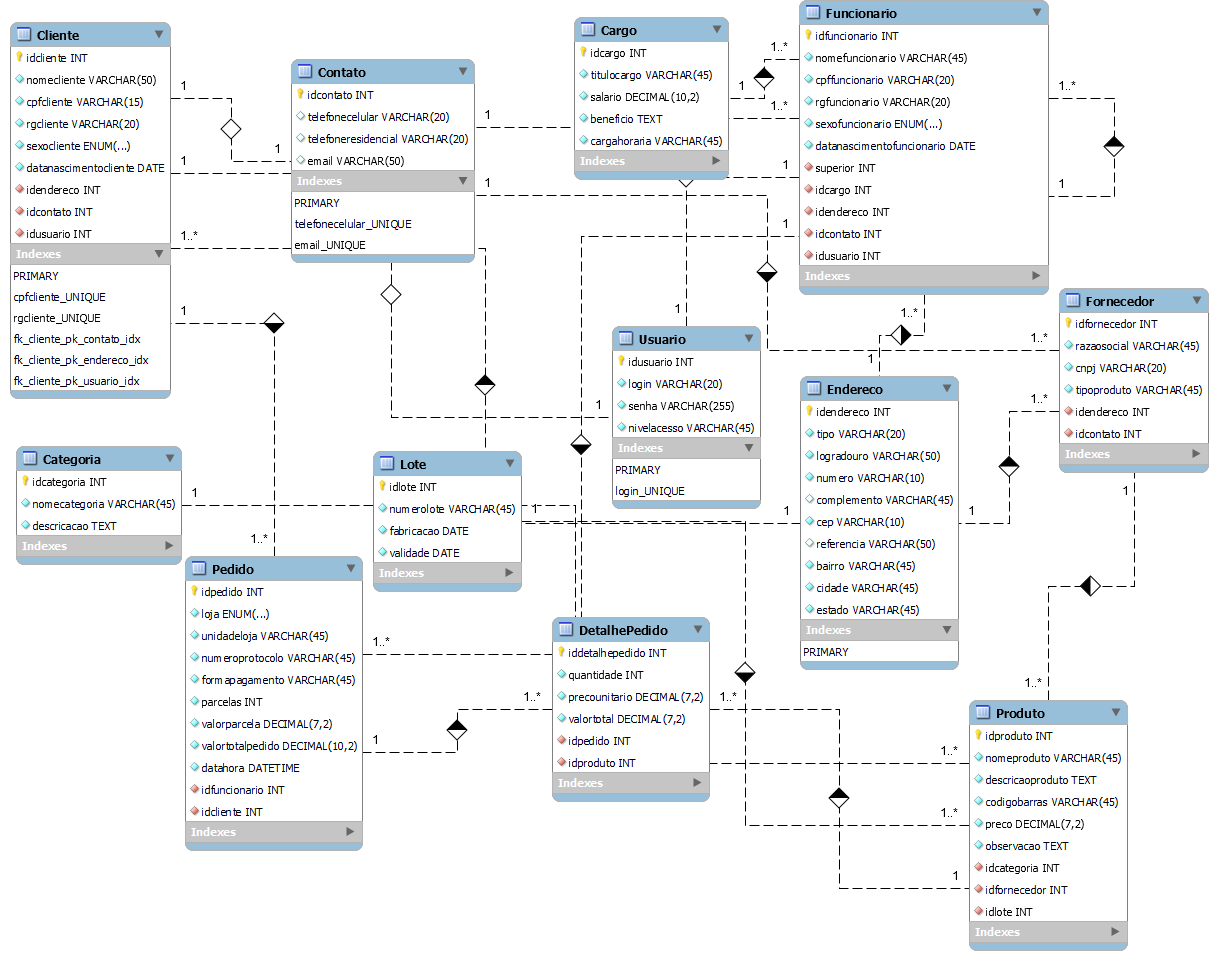 Cliente
idcliente INT
nomecliente VARCHAR(50)
cpfcliente VARCHAR(15)
rgcliente VARCHAR(20)
sexocliente ENUM(...)
datanascimentocliente DATE
idendereco INT
idcontato INT
idusuario INT
Indexes
PRIMARY
cpfcliente_UNIQUE
rgcliente_UNIQUE
fk_cliente_pk_contato_idx
fk_cliente_pk_endereco_idx
fk_cliente_pk_usuario_idx
1
1
1
1..*
1
1..*
Contato
idcontato INT
telefonecelular VARCHAR(20)
telefoneresidencial VARCHAR(20)
email VARCHAR(50)
Indexes
PRIMARY
telefonecelular_UNIQUE
email_UNIQUE
1
1
Cargo
idcargo INT
titulocargo VARCHAR(45)
salario DECIMAL(10,2)
beneficio TEXT
cargahoraria VARCHAR(45)
Indexes
1
1..*
1..*
1
1
Funcionario
idfuncionario INT
nomefuncionario VARCHAR(45)
cpffuncionario VARCHAR(20)
rgfuncionario VARCHAR(20)
sexofuncionario ENUM(...)
datanascimentofuncionario DATE
superior INT
idcargo INT
idendereco INT
idcontato INT
idusuario INT
Indexes
1..*
1
1..*
1
Usuario
idusuario INT
login VARCHAR(20)
senha VARCHAR(255)
nivelacesso VARCHAR(45)
Indexes
PRIMARY
login_UNIQUE
1
1
Fornecedor
idfornecedor INT
razaosocial VARCHAR(45)
cnpj VARCHAR(20)
tipoproduto VARCHAR(45)
idendereco INT
idcontato INT
Indexes
1..*
1..*
1
Endereco
idendereco INT
tipo VARCHAR(20)
logradouro VARCHAR(50)
numero VARCHAR(10)
complemento VARCHAR(45)
cep VARCHAR(10)
referencia VARCHAR(50)
bairro VARCHAR(45)
cidade VARCHAR(45)
estado VARCHAR(45)
Indexes
PRIMARY
1
1
Categoria
idcategoria INT
nomecategoria VARCHAR(45)
descricacao TEXT
Indexes
1
Lote
idlote INT
numerolote VARCHAR(45)
fabricacao DATE
validade DATE
Indexes
1
Pedido
idpedido INT
loja ENUM(...)
unidadeloja VARCHAR(45)
numeroprotocolo VARCHAR(45)
formapagamento VARCHAR(45)
parcelas INT
valorparcela DECIMAL(7,2)
valortotalpedido DECIMAL(10,2)
datahora DATETIME
idfuncionario INT
idcliente INT
Indexes
1..*
1
1..*
DetalhePedido
iddetalhepedido INT
quantidade INT
precounitario DECIMAL(7,2)
valortotal DECIMAL(7,2)
idpedido INT
idproduto INT
Indexes
1..*
Produto
idproduto INT
nomeproduto VARCHAR(45)
descricaoproduto TEXT
codigobarras VARCHAR(45)
preco DECIMAL(7,2)
observacao TEXT
idcategoria INT
idfornecedor INT
idlote INT
Indexes
1..*
1..*
1..*
1